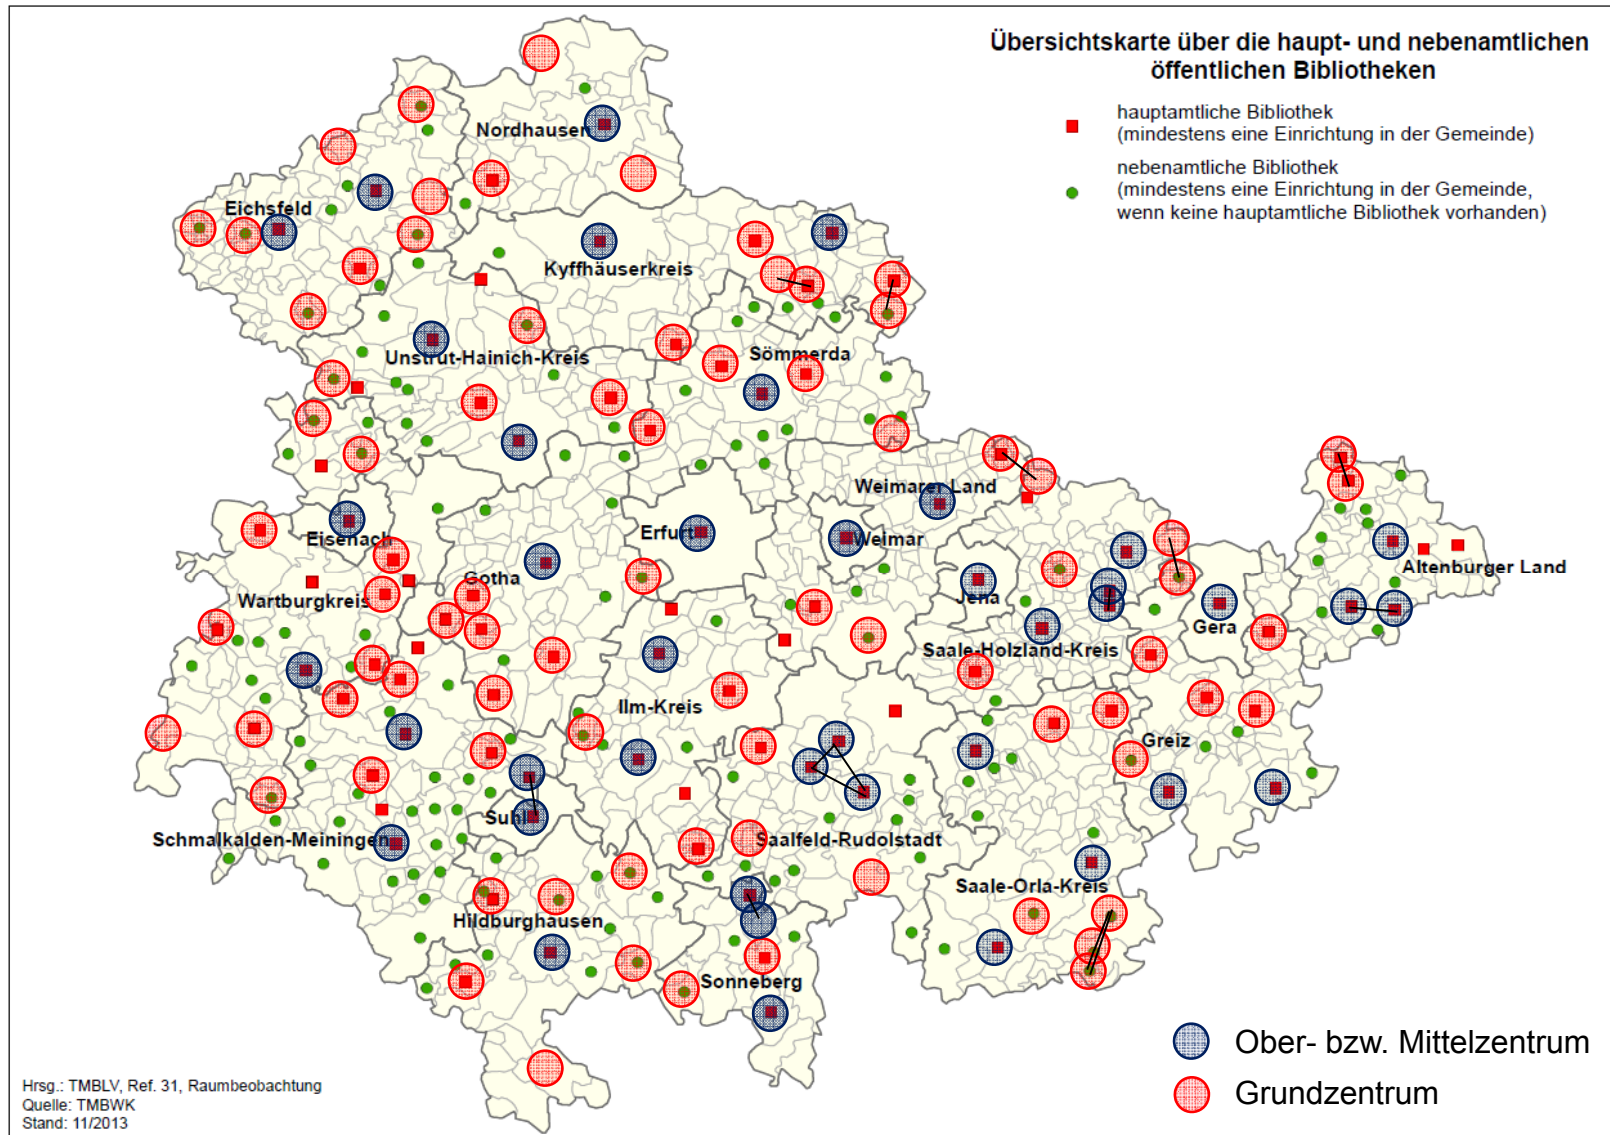 Übersichtskarte über die haupt- und nebenamtlichen
öffentlichen Bibliotheken
hauptamtliche Bibliothek
(mindestens eine Einrichtung in der Gemeinde)
nebenamtliche Bibliothek
(mindestens eine Einrichtung in der Gemeinde,
wenn keine hauptamtliche Bibliothek vorhanden)
Nordhausen
Eichsfeld
Kyffhäuserkreis
Unstrut-Hainich-Kreis
Sömmerda
Weimarer Land
Eisenach
Erfurt
Weimar
Altenburger Land
Gotha
Jena
Wartburgkreis
Gera
Saale-Holzland-Kreis
Ilm-Kreis
Greiz
Suhl
Schmalkalden-Meiningen
Saalfeld-Rudolstadt
Saale-Orla-Kreis
Hildburghausen
Sonneberg
Ober- bzw. Mittelzentrum
Grundzentrum
Hrsg.: TMBLV, Ref. 31, Raumbeobachtung
Quelle: TMBWK
Stand: 11/2013